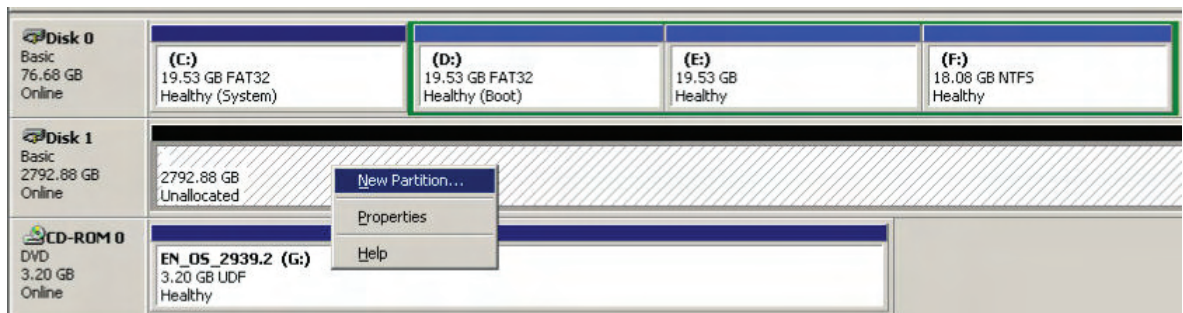 Disk 0
Basic
76.68 GB
Online
(C:)
19.53 GB FAT32
Healthy (System)
(D:)
19.53 GB FAT32
Healthy (Boot)
(E:)
19.53 GB
Healthy
(F:)
18.08 GB NTFS
Healthy
Disk 1
Basic
2792.88 GB
Online
2792.88 GB
Unallocated
New Partition...
Properties
Help
CD-ROM 0
DVD
3.20 GB
Online
EN_OS_2939.2 (G:)
3.20 GB UDF
Healthy